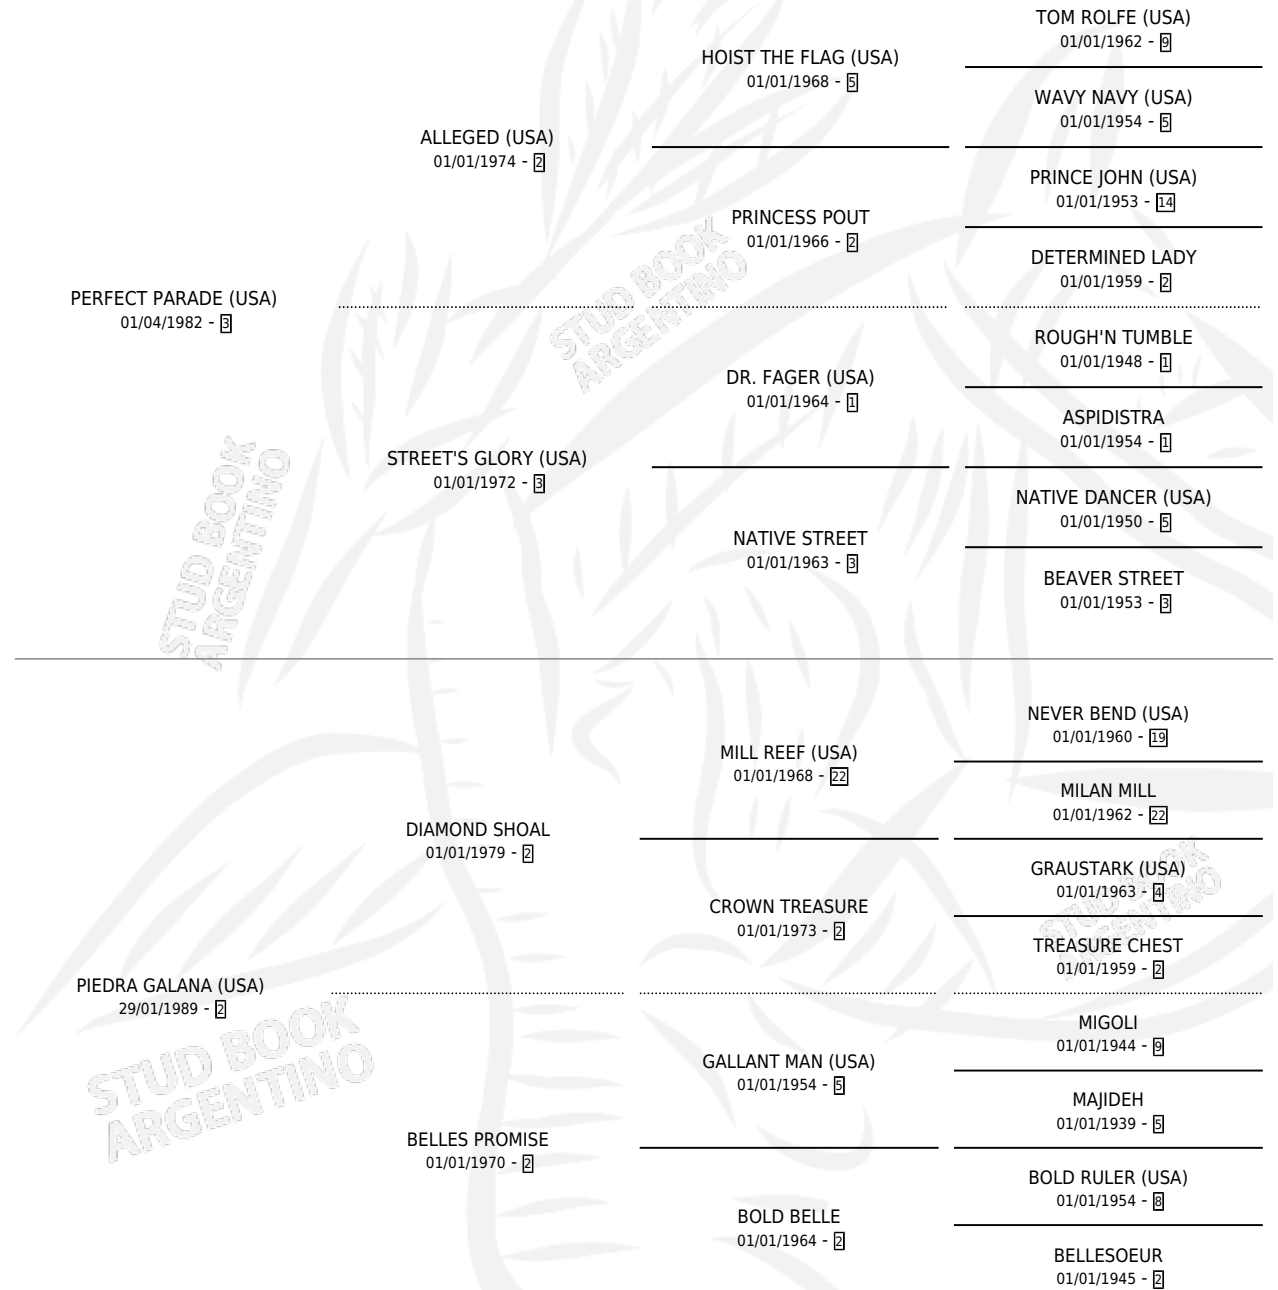 TOM ROLFE (USA)
01/01/1962 - 9
HOIST THE FLAG (USA)
01/01/1968 - 5
WAVY NAVY (USA)
01/01/1954 - 5
ALLEGED (USA)
01/01/1974 - 2
PRINCE JOHN (USA)
01/01/1953 - 14
PRINCESS POUT
01/01/1966 - 2
DETERMINED LADY
01/01/1959 - 2
PERFECT PARADE (USA)
01/04/1982 - 3
ROUGH'N TUMBLE
01/01/1948 - 1
DR. FAGER (USA)
01/01/1964 - 1
ASPIDISTRA
01/01/1954 - 1
STREET'S GLORY (USA)
01/01/1972 - 3
NATIVE DANCER (USA)
01/01/1950 - 5
NATIVE STREET
01/01/1963 - 3
BEAVER STREET
01/01/1953 - 3
NEVER BEND (USA)
01/01/1960 - 19
MILL REEF (USA)
01/01/1968 - 22
MILAN MILL
01/01/1962 - 22
DIAMOND SHOAL
01/01/1979 - 2
GRAUSTARK (USA)
01/01/1963 - 4
CROWN TREASURE
01/01/1973 - 2
TREASURE CHEST
01/01/1959 - 2
PIEDRA GALANA (USA)
29/01/1989 - 2
MIGOLI
01/01/1944 - 9
GALLANT MAN (USA)
01/01/1954 - 5
MAJIDEH
01/01/1939 - 5
BELLES PROMISE
01/01/1970 - 2
BOLD RULER (USA)
01/01/1954 - 8
BOLD BELLE
01/01/1964 - 2
BELLESOEUR
01/01/1945 - 2
STUD BOOK
ARGENTINO
STUD BOOK
ARGENTINO
STUD BOOK
ARGENTINO
STUD BOOK
ARGENTINO